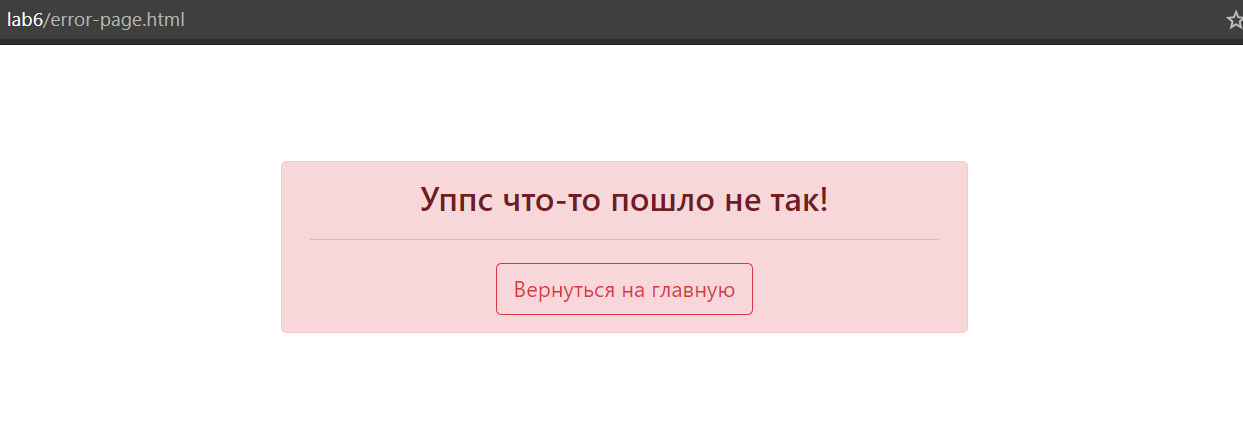 lab6/error-page.html
Уппс что-то пошло не так!
Вернуться на главную